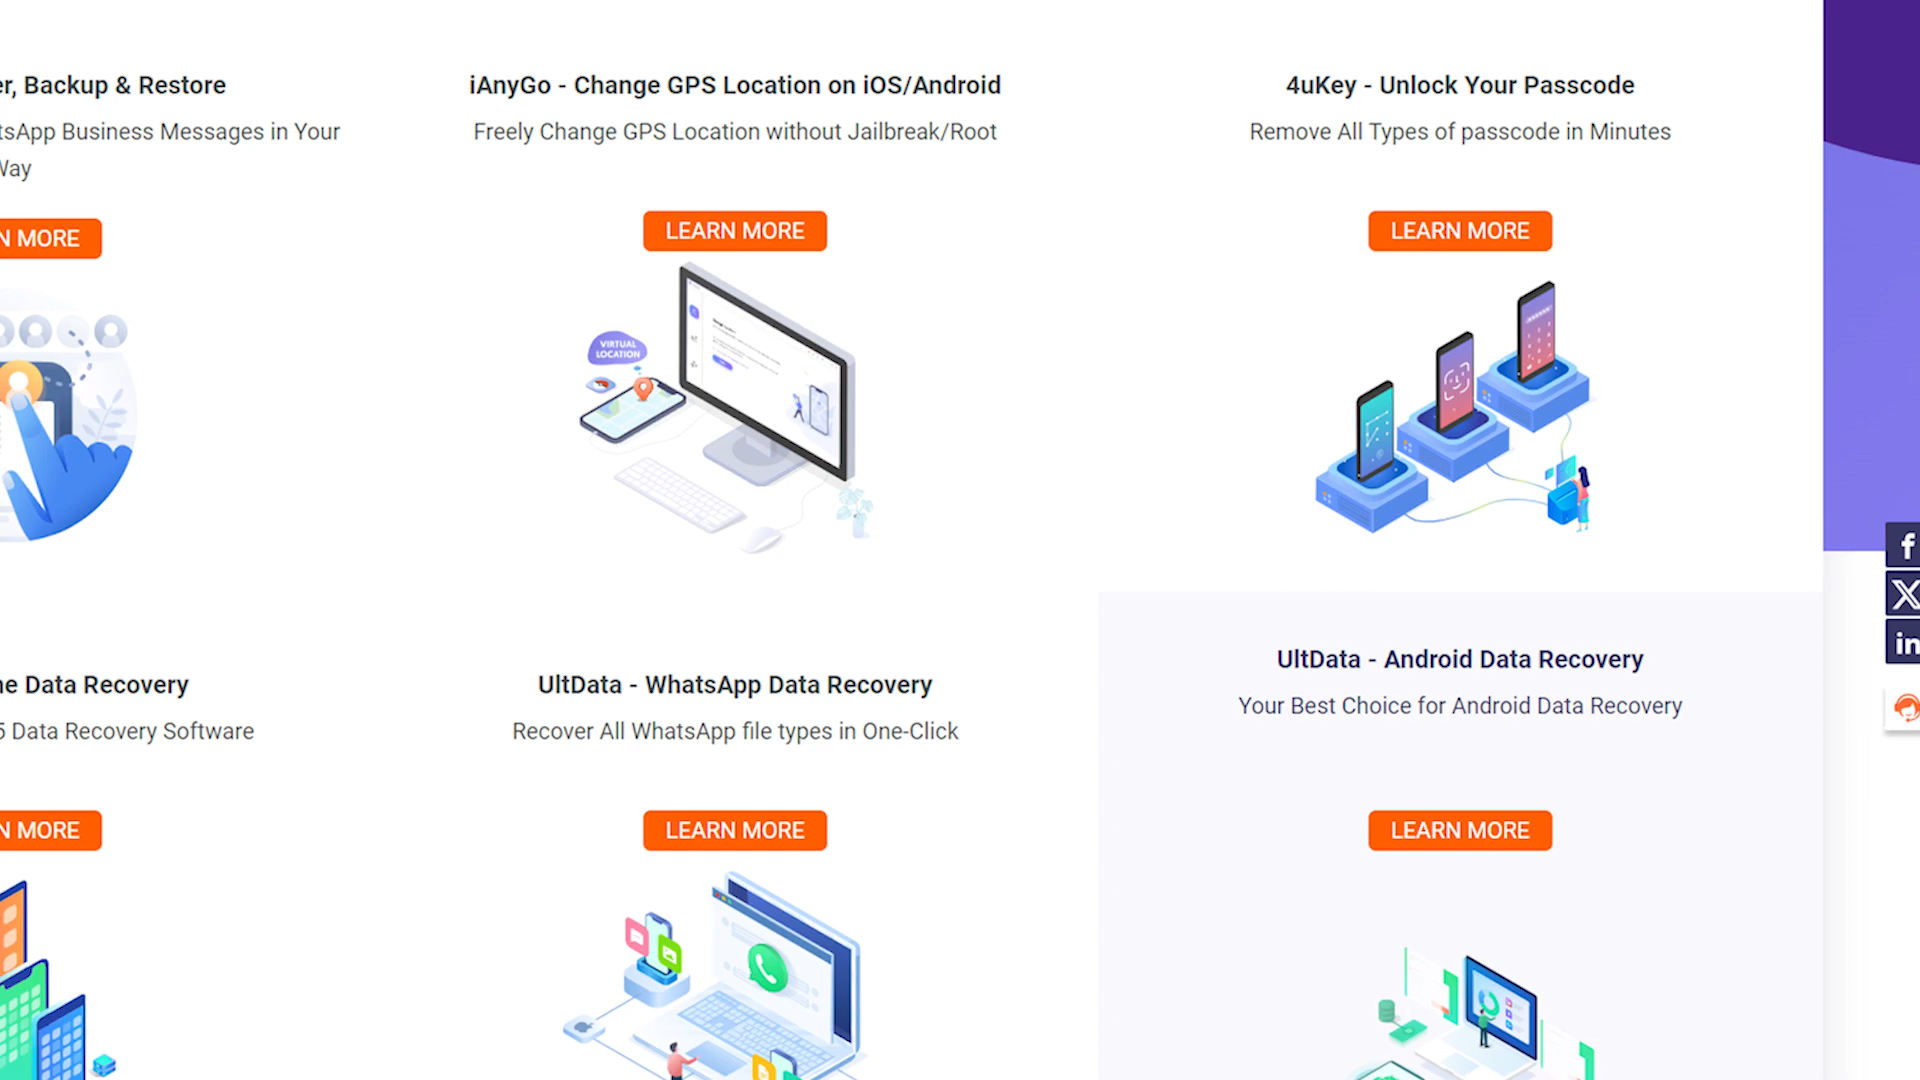 er, Backup & Restore
tsApp Business Messages in Your
Way
N MORE
iAnyGo - Change GPS Location on iOS/Android
Freely Change GPS Location without Jailbreak/Root
LEARN MORE
VIRTUAL
LOCATION
4uKey - Unlock Your Passcode
Remove All Types of passcode in Minutes
LEARN MORE
f
X
in
ne Data Recovery
5 Data Recovery Software
N MORE
UltData - WhatsApp Data Recovery
Recover All WhatsApp file types in One-Click
LEARN MORE
UltData - Android Data Recovery
Your Best Choice for Android Data Recovery
LEARN MORE